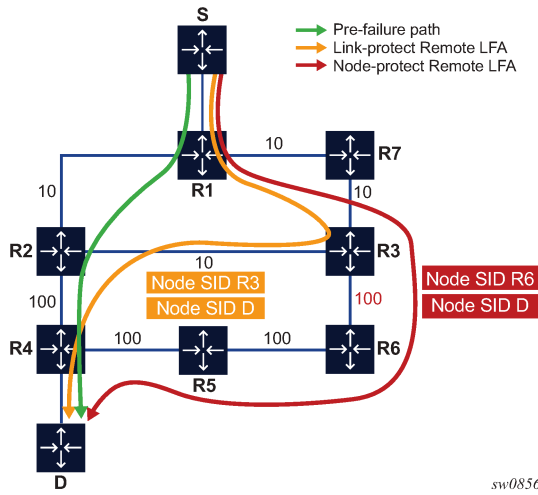 S
Pre-failure path
Link-protect Remote LFA
Node-protect Remote LFA
10
R7
R1
10
10
R2
R3
10
Node SID R3
Node SID D
Node SID R6
Node SID D
100
100
R4
100
100
R6
R5
D
sw0856